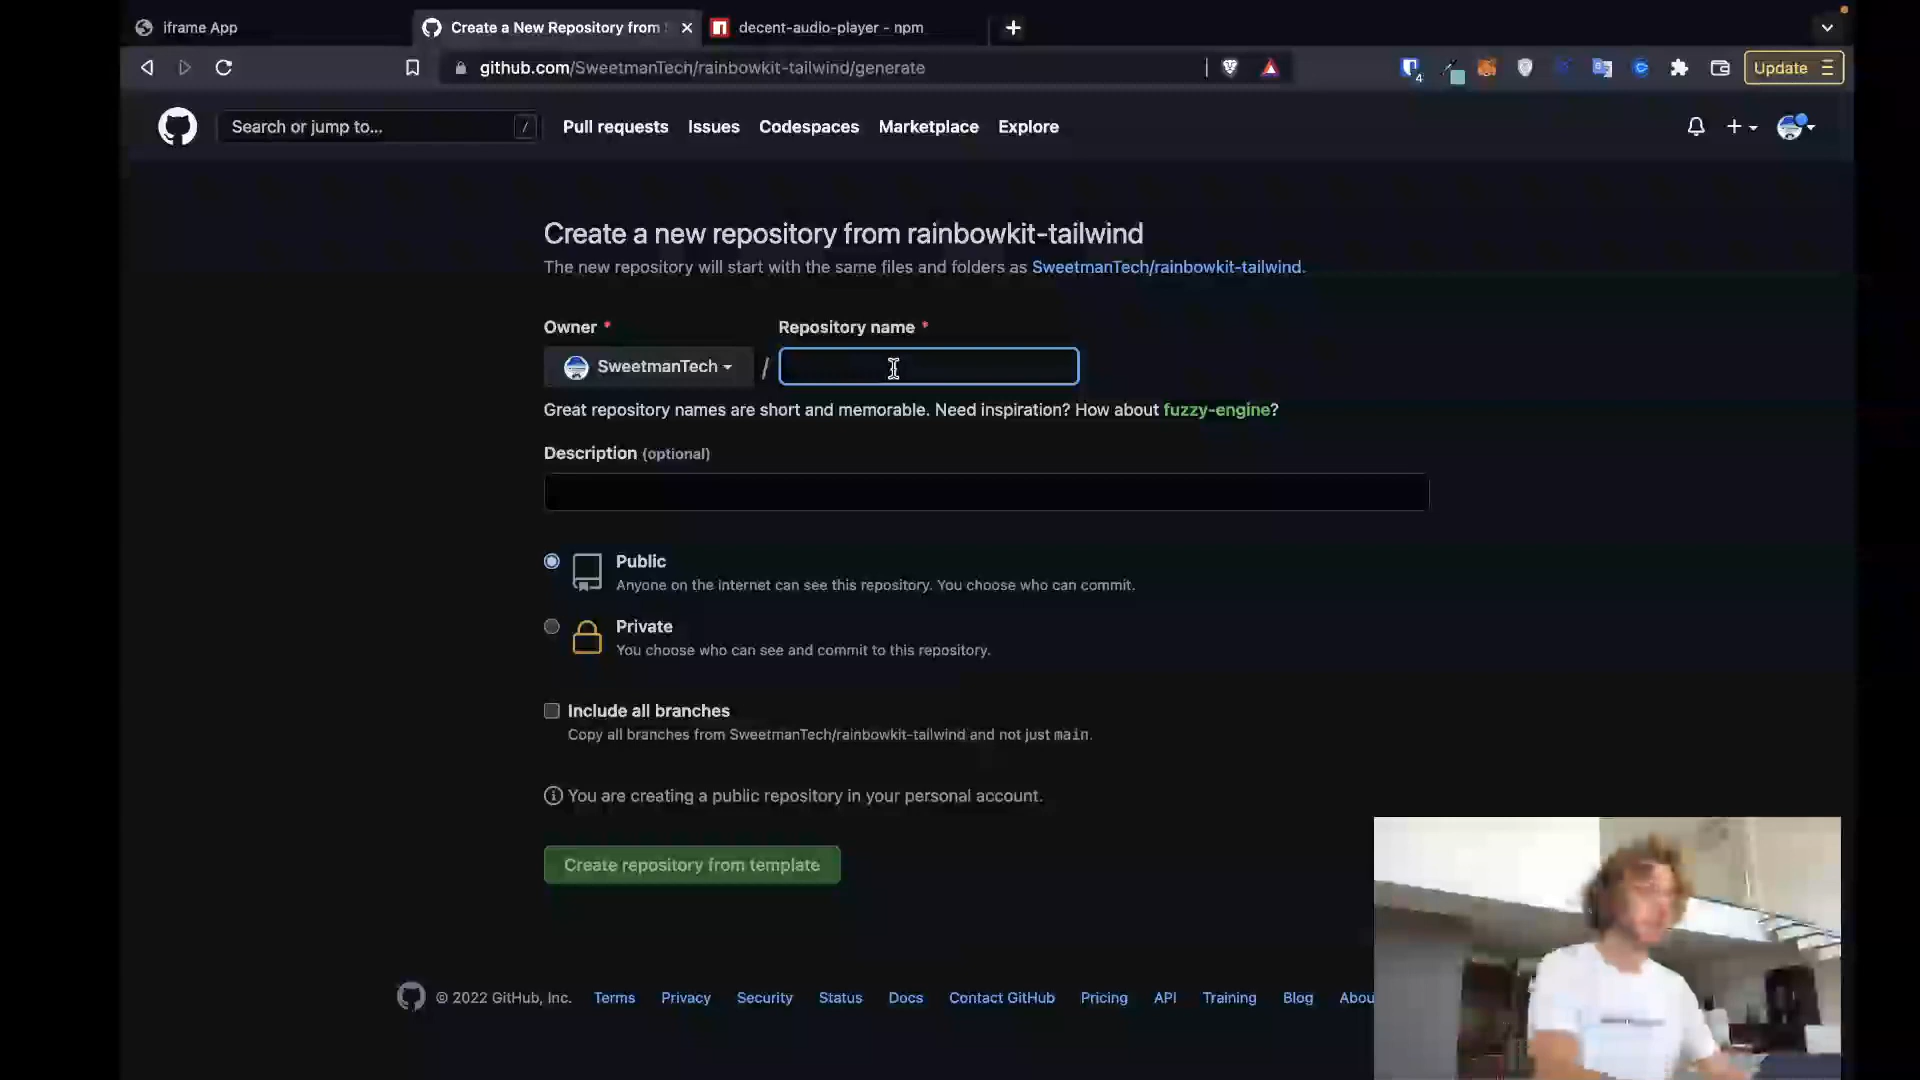 iframe App
Create a New Repository from
decent-audio-player - npm
github.com/SweetmanTech/rainbowkit-tailwind/generate
4
Update
Search or jump to...
/
Pull requests
Issues
Codespaces
Marketplace
Explore
Create a new repository from rainbowkit-tailwind
The new repository will start with the same files and folders as SweetmanTech/rainbowkit-tailwind.
Owner *
Repository name *
SweetmanTech
/
Great repository names are short and memorable. Need inspiration? How about fuzzy-engine?
Description (optional)
Public
Anyone on the internet can see this repository. You choose who can commit.
Private
You choose who can see and commit to this repository.
Include all branches
Copy all branches from SweetmanTech/rainbowkit-tailwind and not just main.
You are creating a public repository in your personal account.
Create repository from template
© 2022 GitHub, Inc.
Terms
Privacy
Security
Status
Docs
Contact GitHub
Pricing
API
Training
Blog
Abou